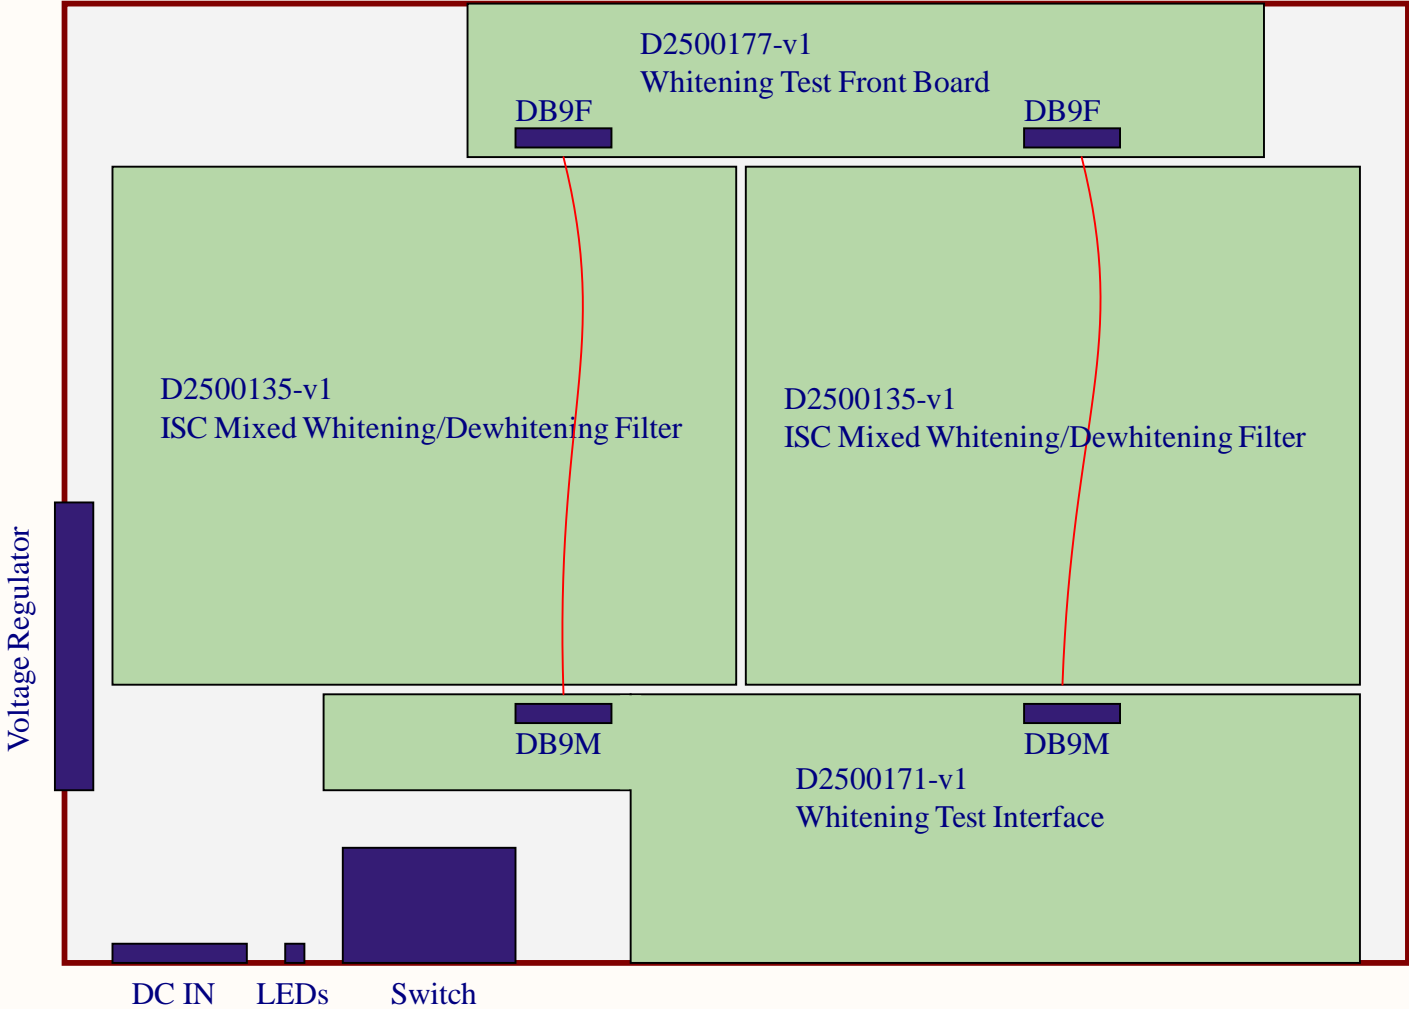 D2500177-v1
Whitening Test Front Board
DB9F
DB9F
D2500135-v1
ISC Mixed Whitening/Dewhitening Filter
D2500135-v1
ISC Mixed Whitening/Dewhitening Filter
Voltage Regulator
DB9M
DB9M
D2500171-v1
Whitening Test Interface
DC IN
LEDs
Switch